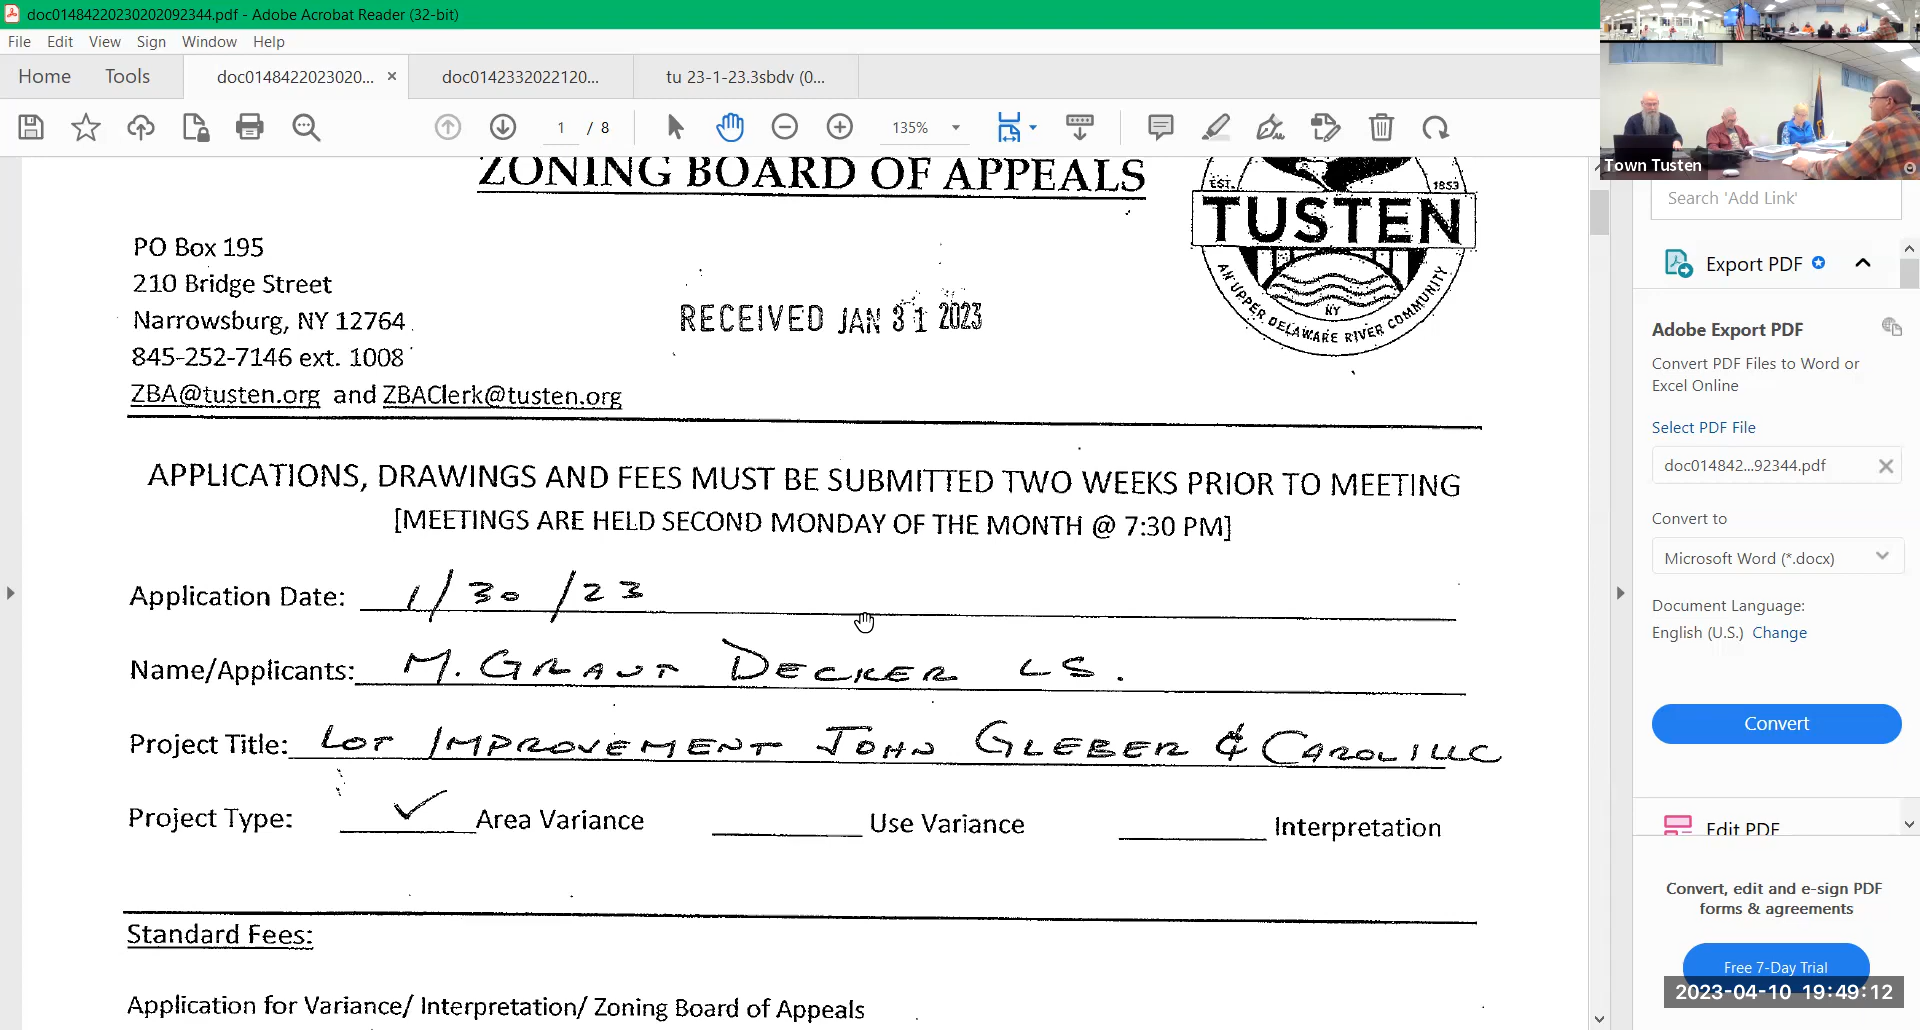 doc01484220230202092344.pdf - Adobe Acrobat Reader (32-bit)
File Edit View Sign Window Help
Home Tools doc0148422023020... × doc0142332022120... tu 23-1-23.3sbdv (0...
1 / 8 135%
ZONING BOARD OF APPEALS
EST. 1853
TUSTEN
NY
AN UPPER DELAWARE RIVER COMMUNITY
PO Box 195
210 Bridge Street
Narrowsburg, NY 12764
845-252-7146 ext. 1008
ZBA@tusten.org and ZBAClerk@tusten.org
RECEIVED JAN 31 2023
APPLICATIONS, DRAWINGS AND FEES MUST BE SUBMITTED TWO WEEKS PRIOR TO MEETING
[MEETINGS ARE HELD SECOND MONDAY OF THE MONTH @ 7:30 PM]
Application Date: 1/30/23
Name/Applicants: M. GRANT DECKER LS.
Project Title: LOT IMPROVEMENT JOHN GLEBER &
Project Type: ✓ Area Variance Use Variance Interpretation
Standard Fees:
Application for Variance/ Interpretation/ Zoning Board of Appeals
Town Tusten
Search 'Add Link'
Export PDF
Adobe Export PDF
Convert PDF Files to Word or
Excel Online
Select PDF File
doc014842...92344.pdf
Convert to
Microsoft Word (*.docx)
Document Language:
English (U.S.) Change
Convert
Edit PDF
Convert, edit and e-sign PDF
forms & agreements
Free 7-Day Trial
2023-04-10 19:49:12